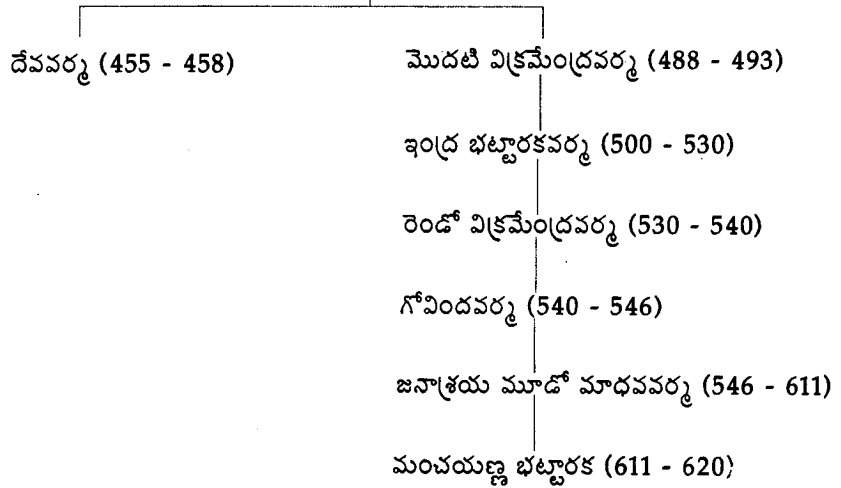 దేవవర్మ (455 - 458) మొదటి విక్రమేంద్రవర్మ (488 - 493)
ఇంద్ర భట్టారకవర్మ (500 - 530)
రెండో విక్రమేంద్రవర్మ (530 - 540)
గోవిందవర్మ (540 - 546)
జనాశ్రయ మూడో మాధవవర్మ (546 - 611)
మంచయణ్ణ భట్టారక (611 - 620)